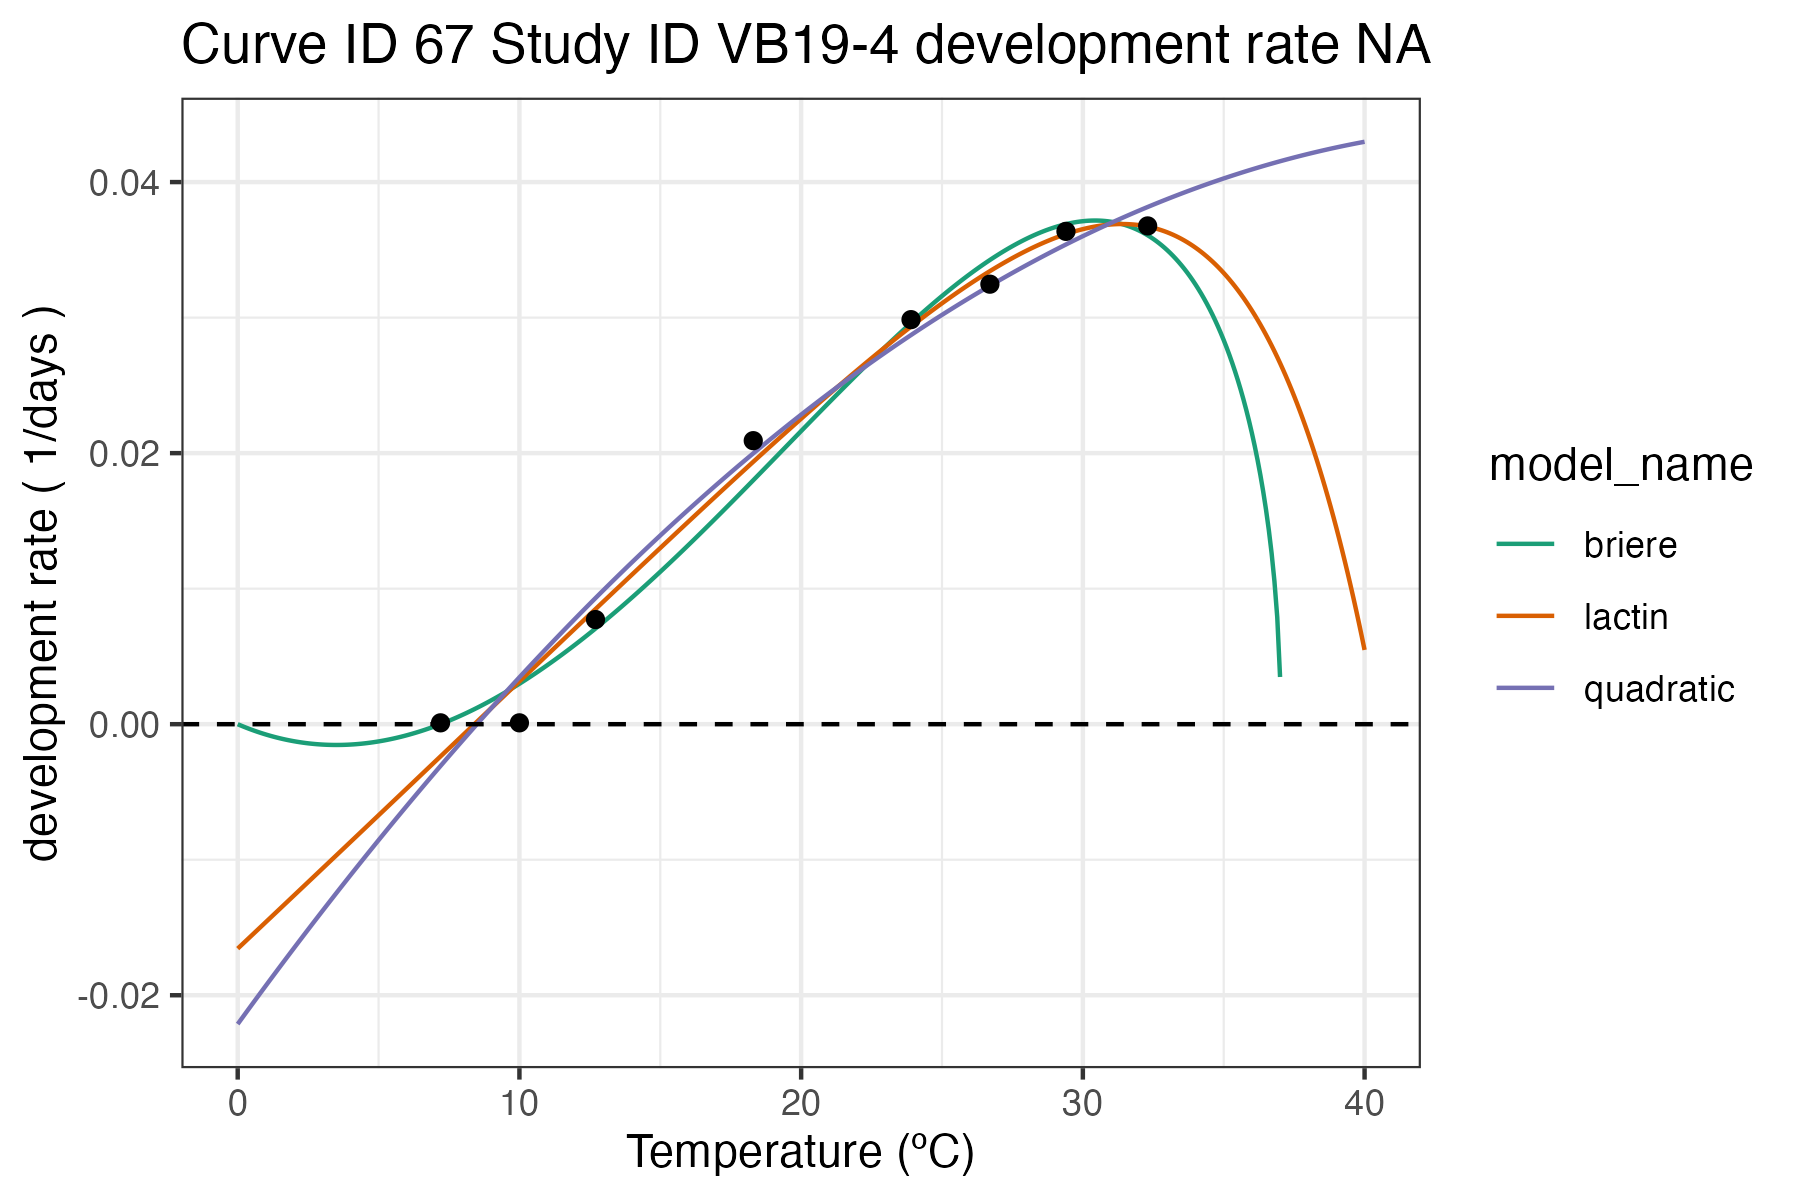 Curve ID 67 Study ID VB19-4 development rate NA
development rate ( 1/days )
0.04
0.02
0.00
-0.02
0
10
20
30
40
Temperature (ºC)
model_name
briere
lactin
quadratic